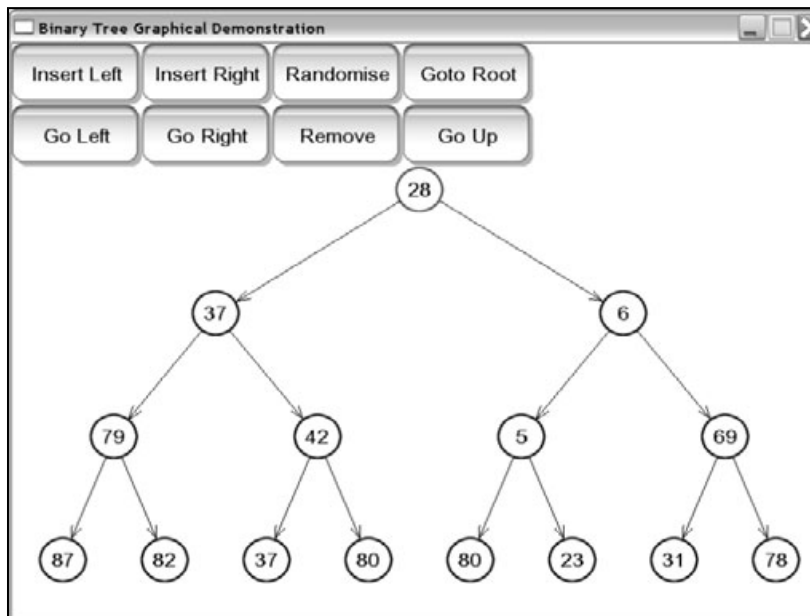 Binary Tree Graphical Demonstration
Insert Left Insert Right Randomise Goto Root
Go Left Go Right Remove Go Up
28
37 6
79 42 5 69
87 82 37 80 80 23 31 78